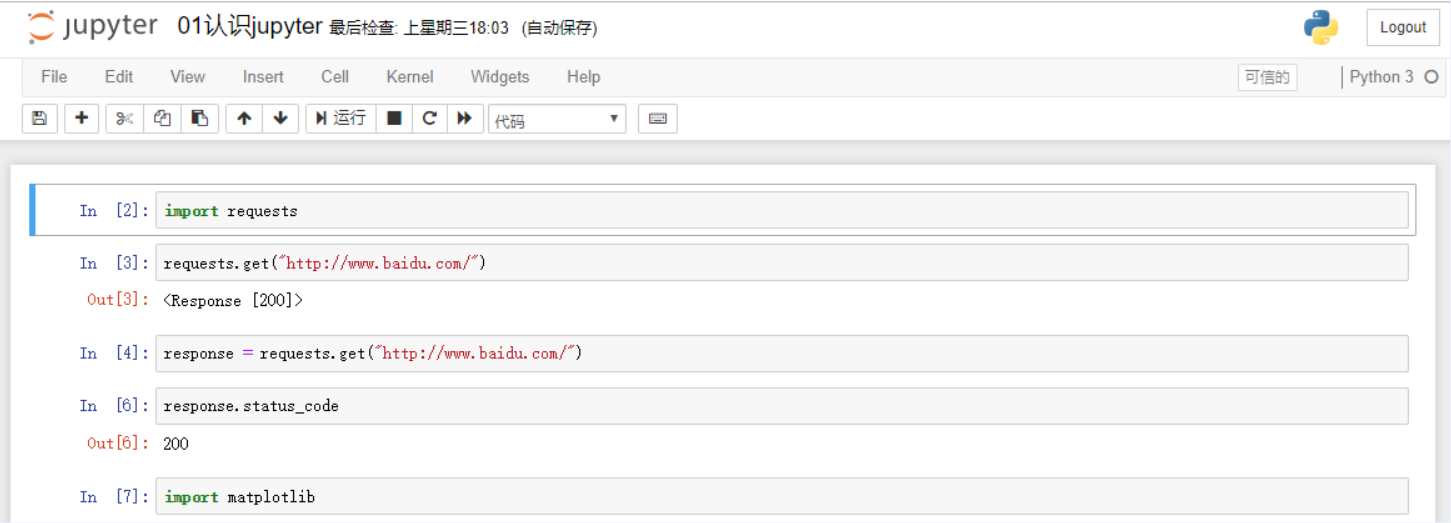 jupyter 01认识jupyter 最后检查: 上星期三18:03 (自动保存) Logout
File Edit View Insert Cell Kernel Widgets Help 可信的 Python 3
运行 代码
In [2]: import requests
In [3]: requests.get("http://www.baidu.com/")
Out[3]: <Response [200]>
In [4]: response = requests.get("http://www.baidu.com/")
In [6]: response.status_code
Out[6]: 200
In [7]: import matplotlib